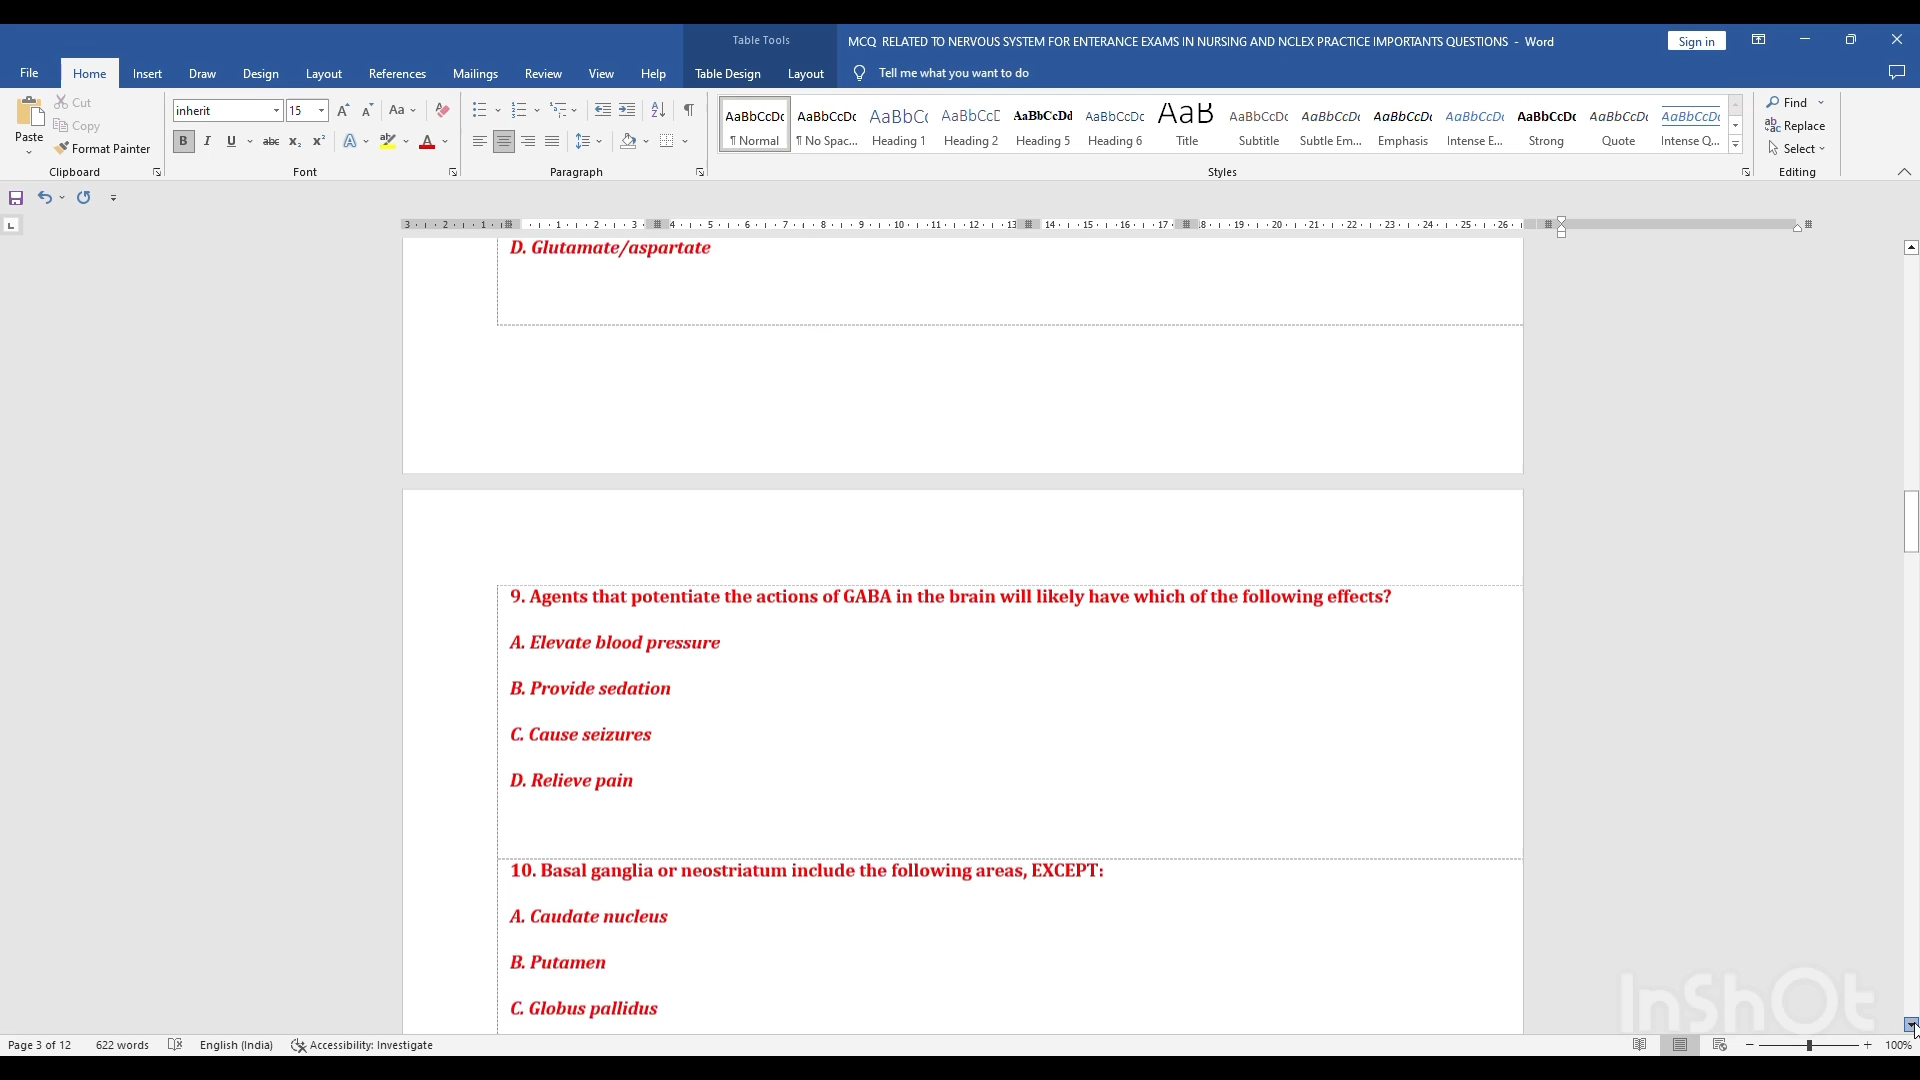 Table Tools
MCQ RELATED TO NERVOUS SYSTEM FOR ENTERANCE EXAMS IN NURSING AND NCLEX PRACTICE IMPORTANTS QUESTIONS - Word
Sign in
File Home Insert Draw Design Layout References Mailings Review View Help Table Design Layout Tell me what you want to do
Paste
Cut
Copy
Format Painter
Clipboard
inherit 15
Font
Paragraph
AaBbCcDc AaBbCcDc AaBbC( AaBbCcD AaBbCcDd AaBbCcDc AaB AaBbCcDc AaBbCcDc AaBbCcDc AaBbCcDc AaBbCcDc AaBbCcDc AaBbCcDc
¶ Normal ¶ No Spac... Heading 1 Heading 2 Heading 5 Heading 6 Title Subtitle Subtle Em... Emphasis Intense E... Strong Quote Intense Q...
Styles
Find
Replace
Select
Editing
D. Glutamate/aspartate
9. Agents that potentiate the actions of GABA in the brain will likely have which of the following effects?
A. Elevate blood pressure
B. Provide sedation
C. Cause seizures
D. Relieve pain
10. Basal ganglia or neostriatum include the following areas, EXCEPT:
A. Caudate nucleus
B. Putamen
C. Globus pallidus
InShOt
Page 3 of 12 622 words English (India) Accessibility: Investigate 100%